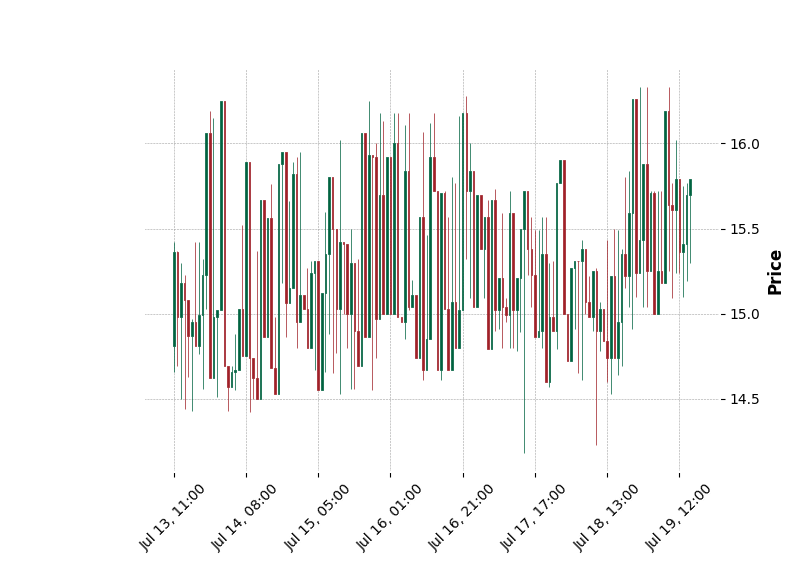 16.0
15.5
15.0
14.5
Price
Jul 13, 11:00
Jul 14, 08:00
Jul 15, 05:00
Jul 16, 01:00
Jul 16, 21:00
Jul 17, 17:00
Jul 18, 13:00
Jul 19, 12:00